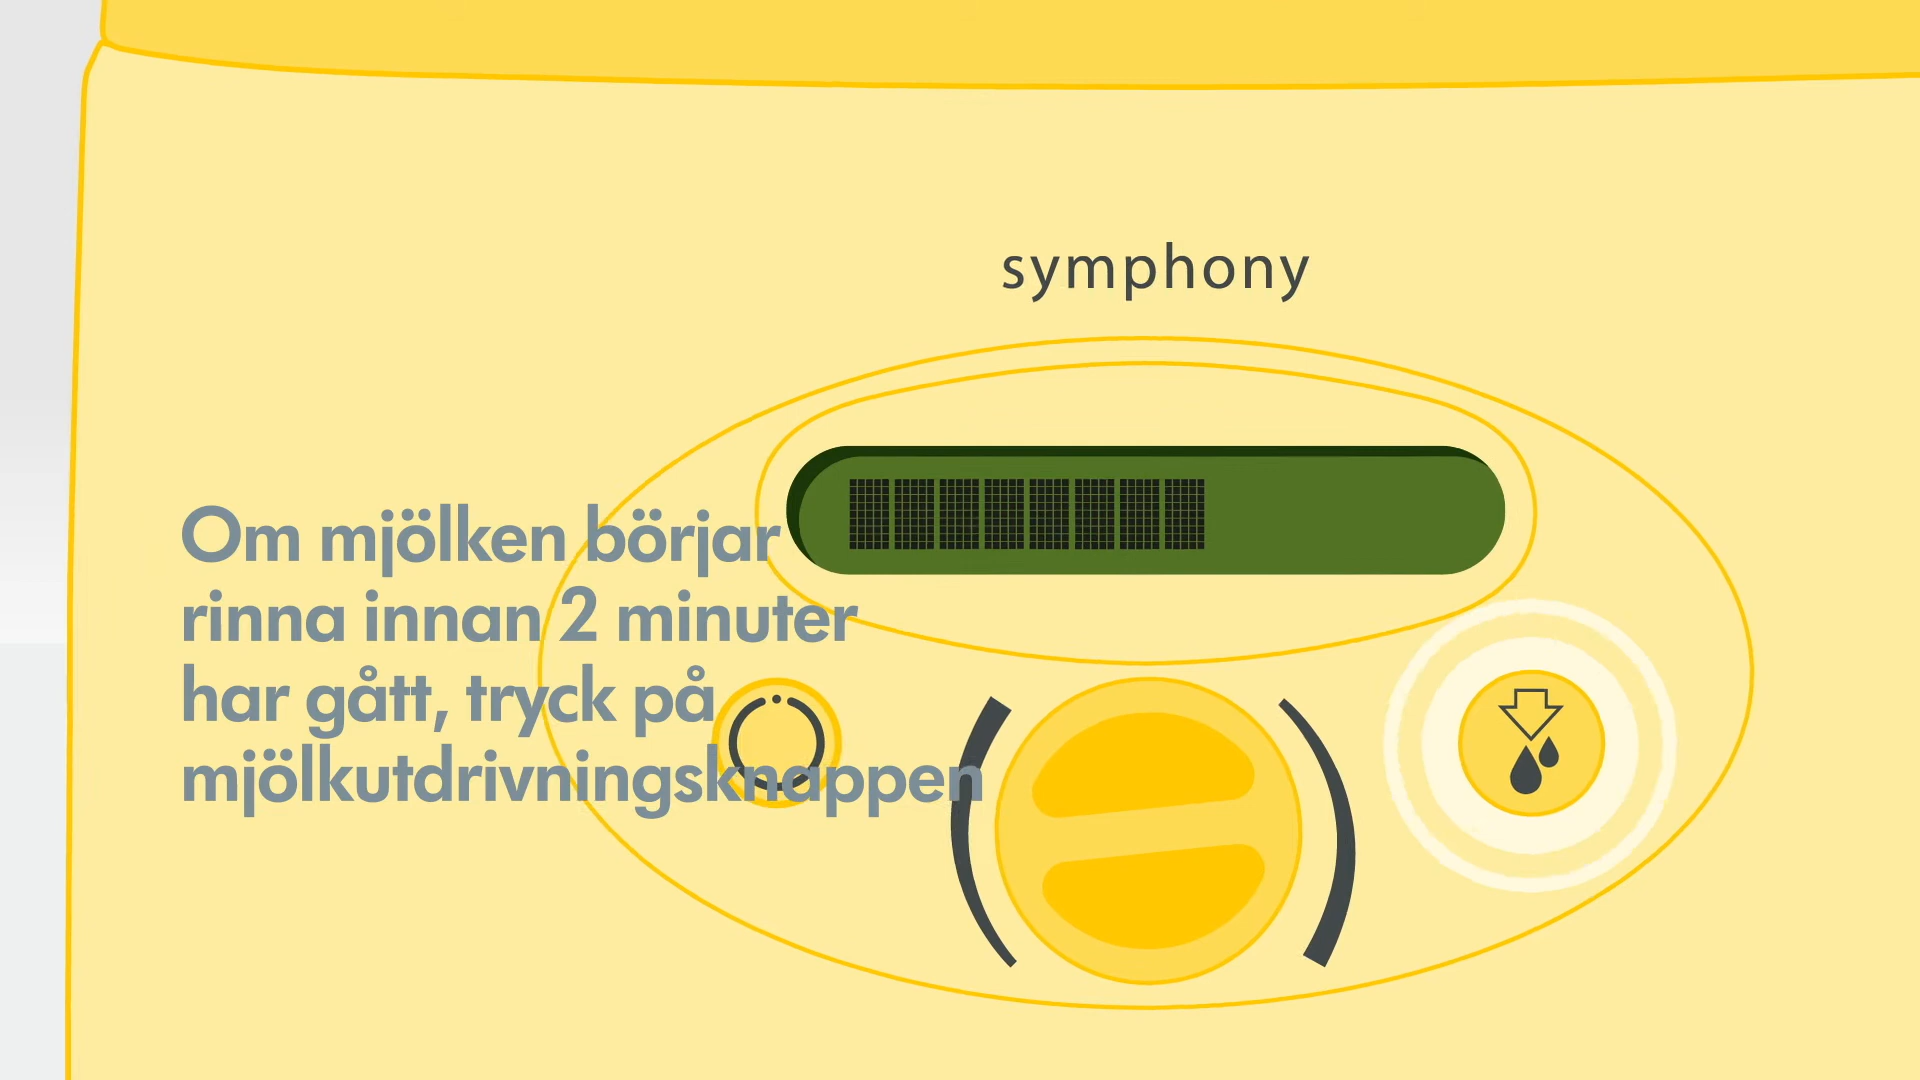 symphony
Om mjölken börjar
rinna innan 2 minuter
har gått, tryck på
mjölkutdrivningsknappen